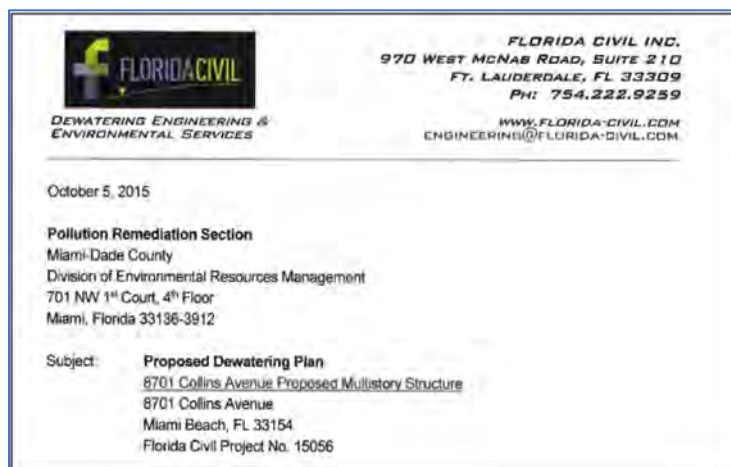 FLORIDACIVIL
DEWATERING ENGINEERING &
ENVIRONMENTAL SERVICES
FLORIDA CIVIL INC.
970 WEST MCNAB ROAD, SUITE 210
FT. LAUDERDALE, FL 33309
PH: 754.222.9259
WWW.FLORIDA-CIVIL.COM
ENGINEERING@FLORIDA-CIVIL.COM
October 5, 2015
Pollution Remediation Section
Miami-Dade County
Division of Environmental Resources Management
701 NW 1st Court, 4th Floor
Miami, Florida 33136-3912
Subject: Proposed Dewatering Plan
8701 Collins Avenue Proposed Multistory Structure
8701 Collins Avenue
Miami Beach, FL 33154
Florida Civil Project No. 15056